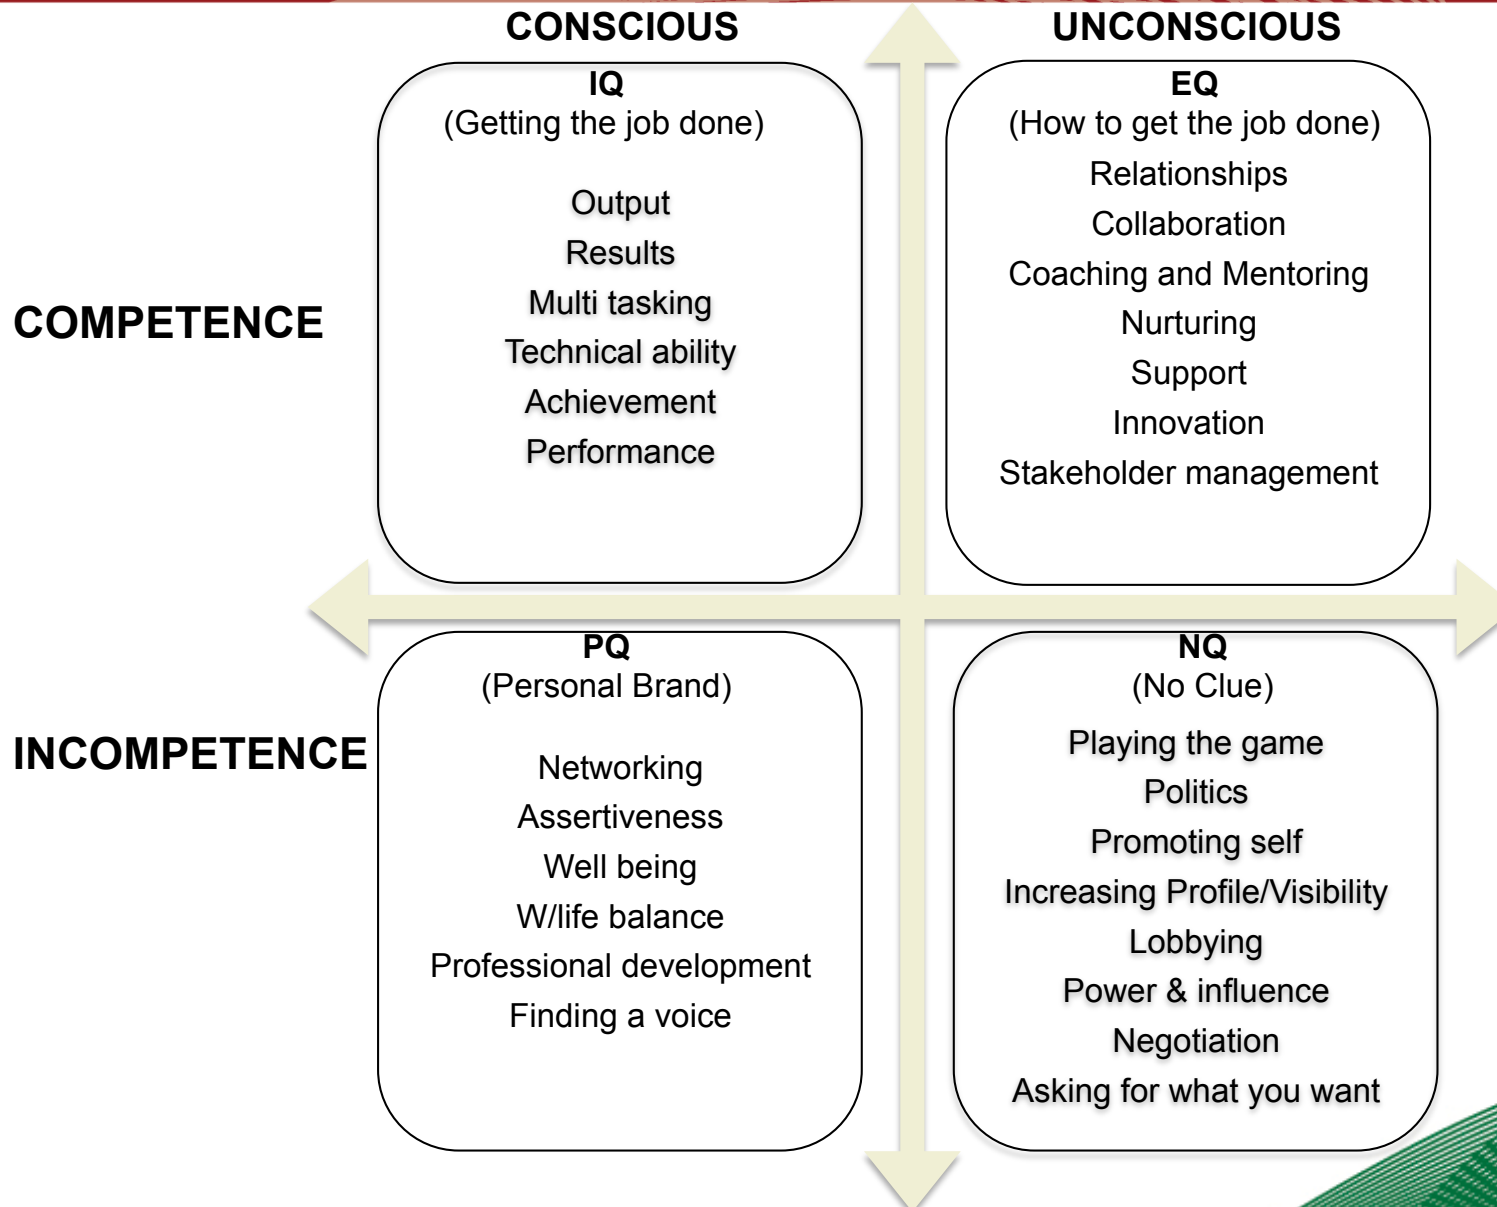 CONSCIOUS
UNCONSCIOUS
COMPETENCE
IQ
(Getting the job done)
Output
Results
Multi tasking
Technical ability
Achievement
Performance
EQ
(How to get the job done)
Relationships
Collaboration
Coaching and Mentoring
Nurturing
Support
Innovation
Stakeholder management
INCOMPETENCE
PQ
(Personal Brand)
Networking
Assertiveness
Well being
W/life balance
Professional development
Finding a voice
NQ
(No Clue)
Playing the game
Politics
Promoting self
Increasing Profile/Visibility
Lobbying
Power & influence
Negotiation
Asking for what you want